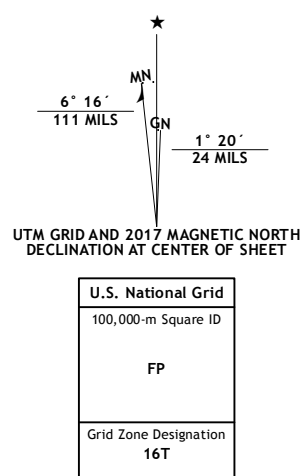 ★
MN.
GN
6° 16´
111 MILS
1° 20´
24 MILS
UTM GRID AND 2017 MAGNETIC NORTH
DECLINATION AT CENTER OF SHEET
U.S. National Grid
100,000-m Square ID
FP
Grid Zone Designation
16T